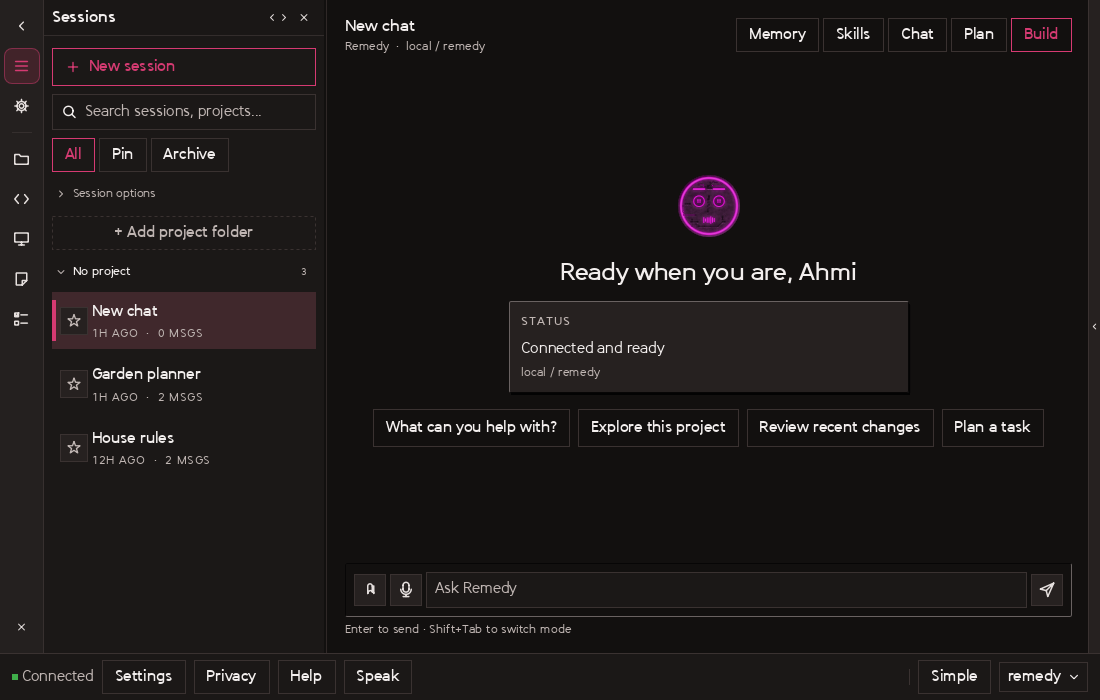 Sessions
New session
Search sessions, projects...
All
Pin
Archive
Session options
+ Add project folder
No project
3
New chat
1H AGO · 0 MSGS
Garden planner
1H AGO · 2 MSGS
House rules
12H AGO · 2 MSGS
New chat
Remedy · local / remedy
Memory
Skills
Chat
Plan
Build
Ready when you are, Ahmi
STATUS
Connected and ready
local / remedy
What can you help with?
Explore this project
Review recent changes
Plan a task
Ask Remedy
Enter to send · Shift+Tab to switch mode
Connected
Settings
Privacy
Help
Speak
Simple
remedy